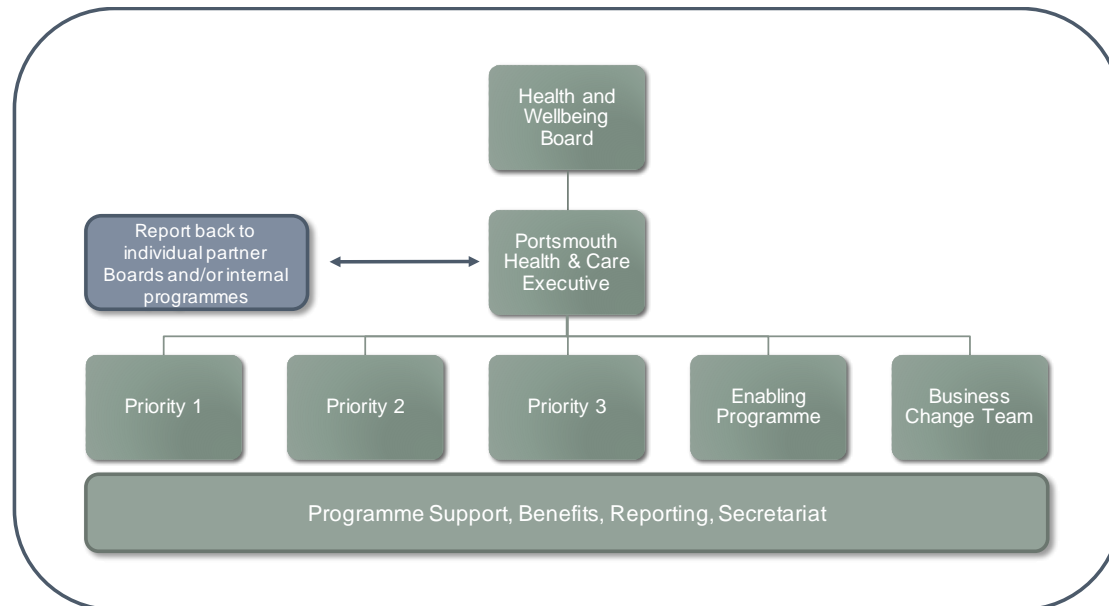 Health and
Wellbeing
Board
Report back to
individual partner
Boards and/or internal
programmes
Portsmouth
Health & Care
Executive
Priority 1
Priority 2
Priority 3
Enabling
Programme
Business
Change Team
Programme Support, Benefits, Reporting, Secretariat